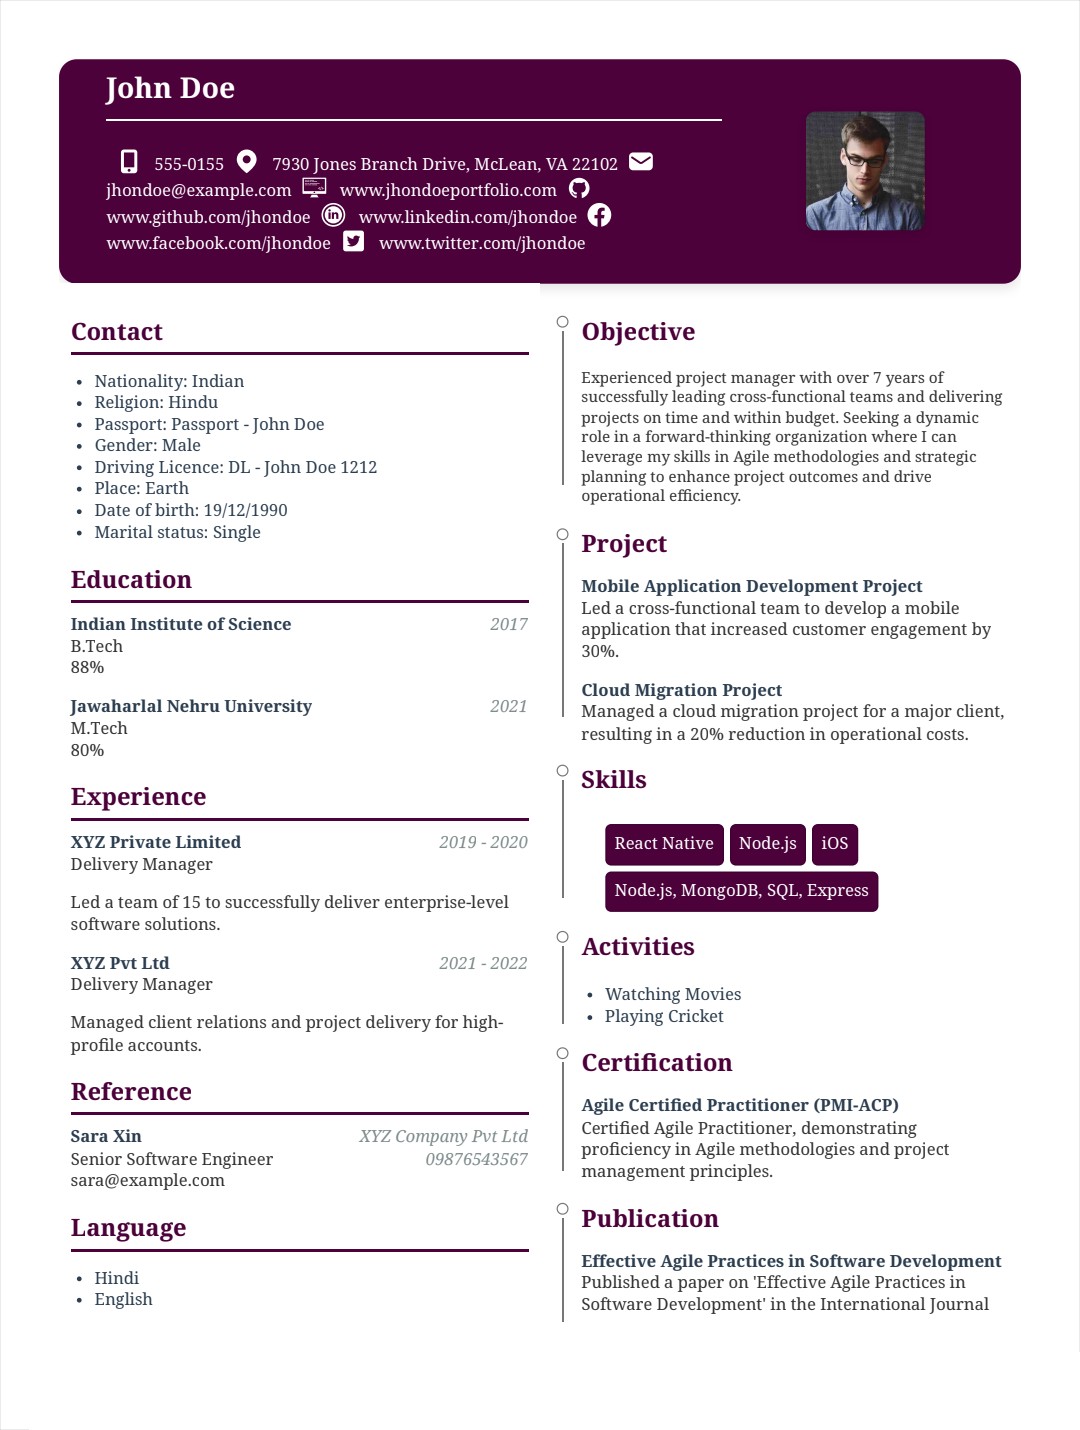 John Doe
555-0155 7930 Jones Branch Drive, McLean, VA 22102
jhondoe@example.com www.jhondoeportfolio.com
www.github.com/jhondoe www.linkedin.com/jhondoe
www.facebook.com/jhondoe www.twitter.com/jhondoe
Contact
• Nationality: Indian
• Religion: Hindu
• Passport: Passport - John Doe
• Gender: Male
• Driving Licence: DL - John Doe 1212
• Place: Earth
• Date of birth: 19/12/1990
• Marital status: Single
Education
Indian Institute of Science 2017
B.Tech
88%
Jawaharlal Nehru University 2021
M.Tech
80%
Experience
XYZ Private Limited 2019 - 2020
Delivery Manager
Led a team of 15 to successfully deliver enterprise-level
software solutions.
XYZ Pvt Ltd 2021 - 2022
Delivery Manager
Managed client relations and project delivery for high-
profile accounts.
Reference
Sara Xin XYZ Company Pvt Ltd
Senior Software Engineer 09876543567
sara@example.com
Language
• Hindi
• English
Objective
Experienced project manager with over 7 years of
successfully leading cross-functional teams and delivering
projects on time and within budget. Seeking a dynamic
role in a forward-thinking organization where I can
leverage my skills in Agile methodologies and strategic
planning to enhance project outcomes and drive
operational efficiency.
Project
Mobile Application Development Project
Led a cross-functional team to develop a mobile
application that increased customer engagement by
30%.
Cloud Migration Project
Managed a cloud migration project for a major client,
resulting in a 20% reduction in operational costs.
Skills
React Native Node.js iOS
Node.js, MongoDB, SQL, Express
Activities
• Watching Movies
• Playing Cricket
Certification
Agile Certified Practitioner (PMI-ACP)
Certified Agile Practitioner, demonstrating
proficiency in Agile methodologies and project
management principles.
Publication
Effective Agile Practices in Software Development
Published a paper on 'Effective Agile Practices in
Software Development' in the International Journal